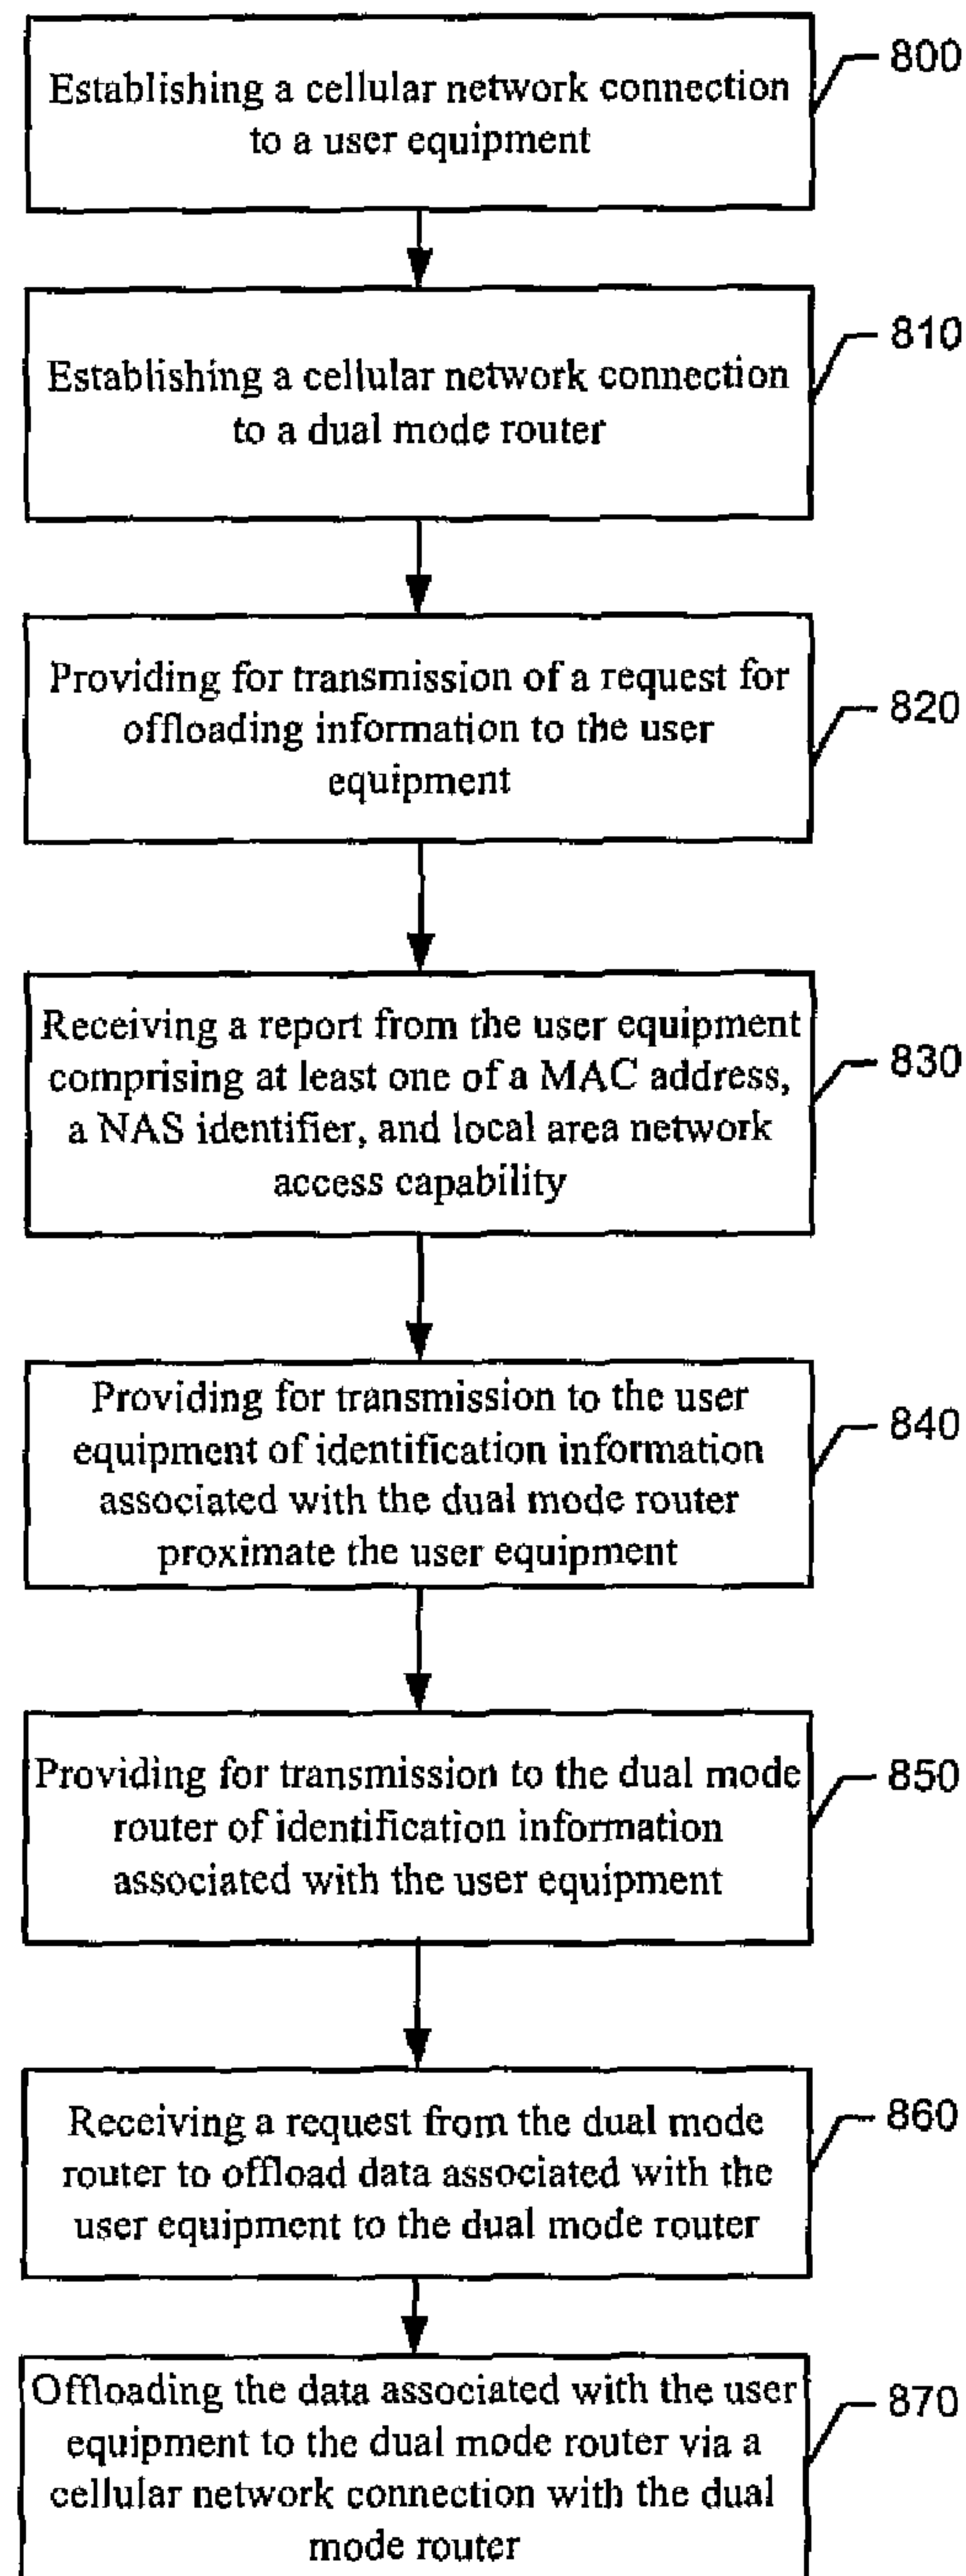 Establishing a cellular network connection
to a user equipment
800
Establishing a cellular network connection
to a dual mode router
810
Providing for transmission of a request for
offloading information to the user
equipment
820
Receiving a report from the user equipment
comprising at least one of a MAC address,
a NAS identifier, and local area network
access capability
830
Providing for transmission to the user
equipment of identification information
associated with the dual mode router
proximate the user equipment
840
Providing for transmission to the dual mode
router of identification information
associated with the user equipment
850
Receiving a request from the dual mode
router to offload data associated with the
user equipment to the dual mode router
860
Offloading the data associated with the user
equipment to the dual mode router via a
cellular network connection with the dual
mode router
870